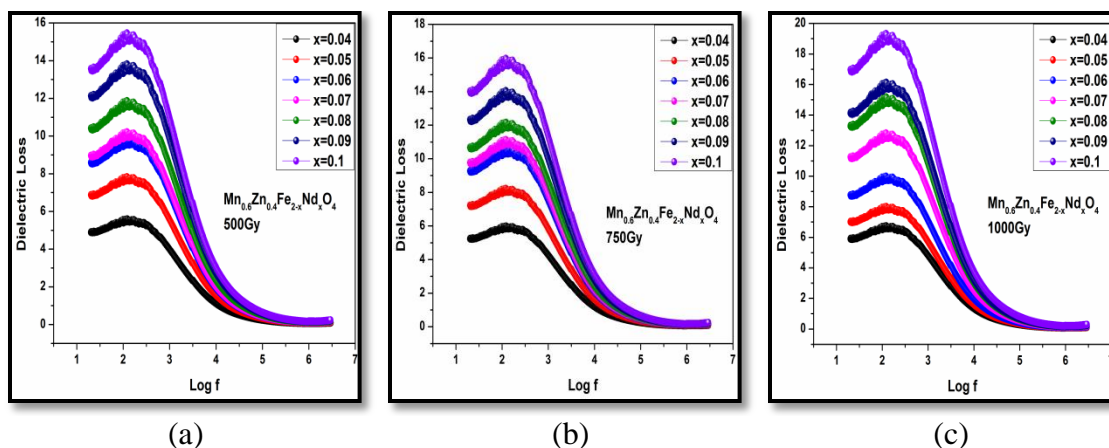 16
14
12
10
8
6
4
2
0
Dielectric Loss
1 2 3 4 5 6 7
Log f
x=0.04
x=0.05
x=0.06
x=0.07
x=0.08
x=0.09
x=0.1
Mn0.6Zn0.4Fe2-xNdxO4
500Gy
(a)
18
16
14
12
10
8
6
4
2
0
Dielectric Loss
1 2 3 4 5 6 7
Log f
x=0.04
x=0.05
x=0.06
x=0.07
x=0.08
x=0.09
x=0.1
Mn0.6Zn0.4Fe2-xNdxO4
750Gy
(b)
20
18
16
14
12
10
8
6
4
2
0
Dielectric Loss
1 2 3 4 5 6 7
Log f
x=0.04
x=0.05
x=0.06
x=0.07
x=0.08
x=0.09
x=0.1
Mn0.6Zn0.4Fe2-xNdxO4
1000Gy
(c)